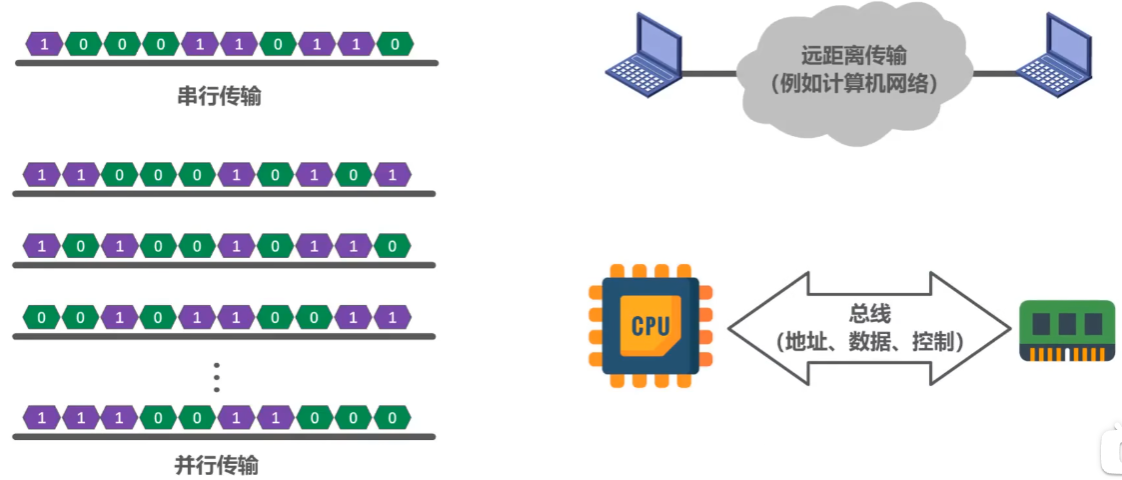 1 0 0 0 1 1 0 1 1 0
串行传输
远距离传输
（例如计算机网络）
1 1 0 0 0 1 0 1 0 1
1 0 1 0 0 1 0 1 1 0
0 0 1 0 1 1 0 0 1 1
1 1 1 0 0 1 1 0 0 0
并行传输
CPU
总线
（地址、数据、控制）